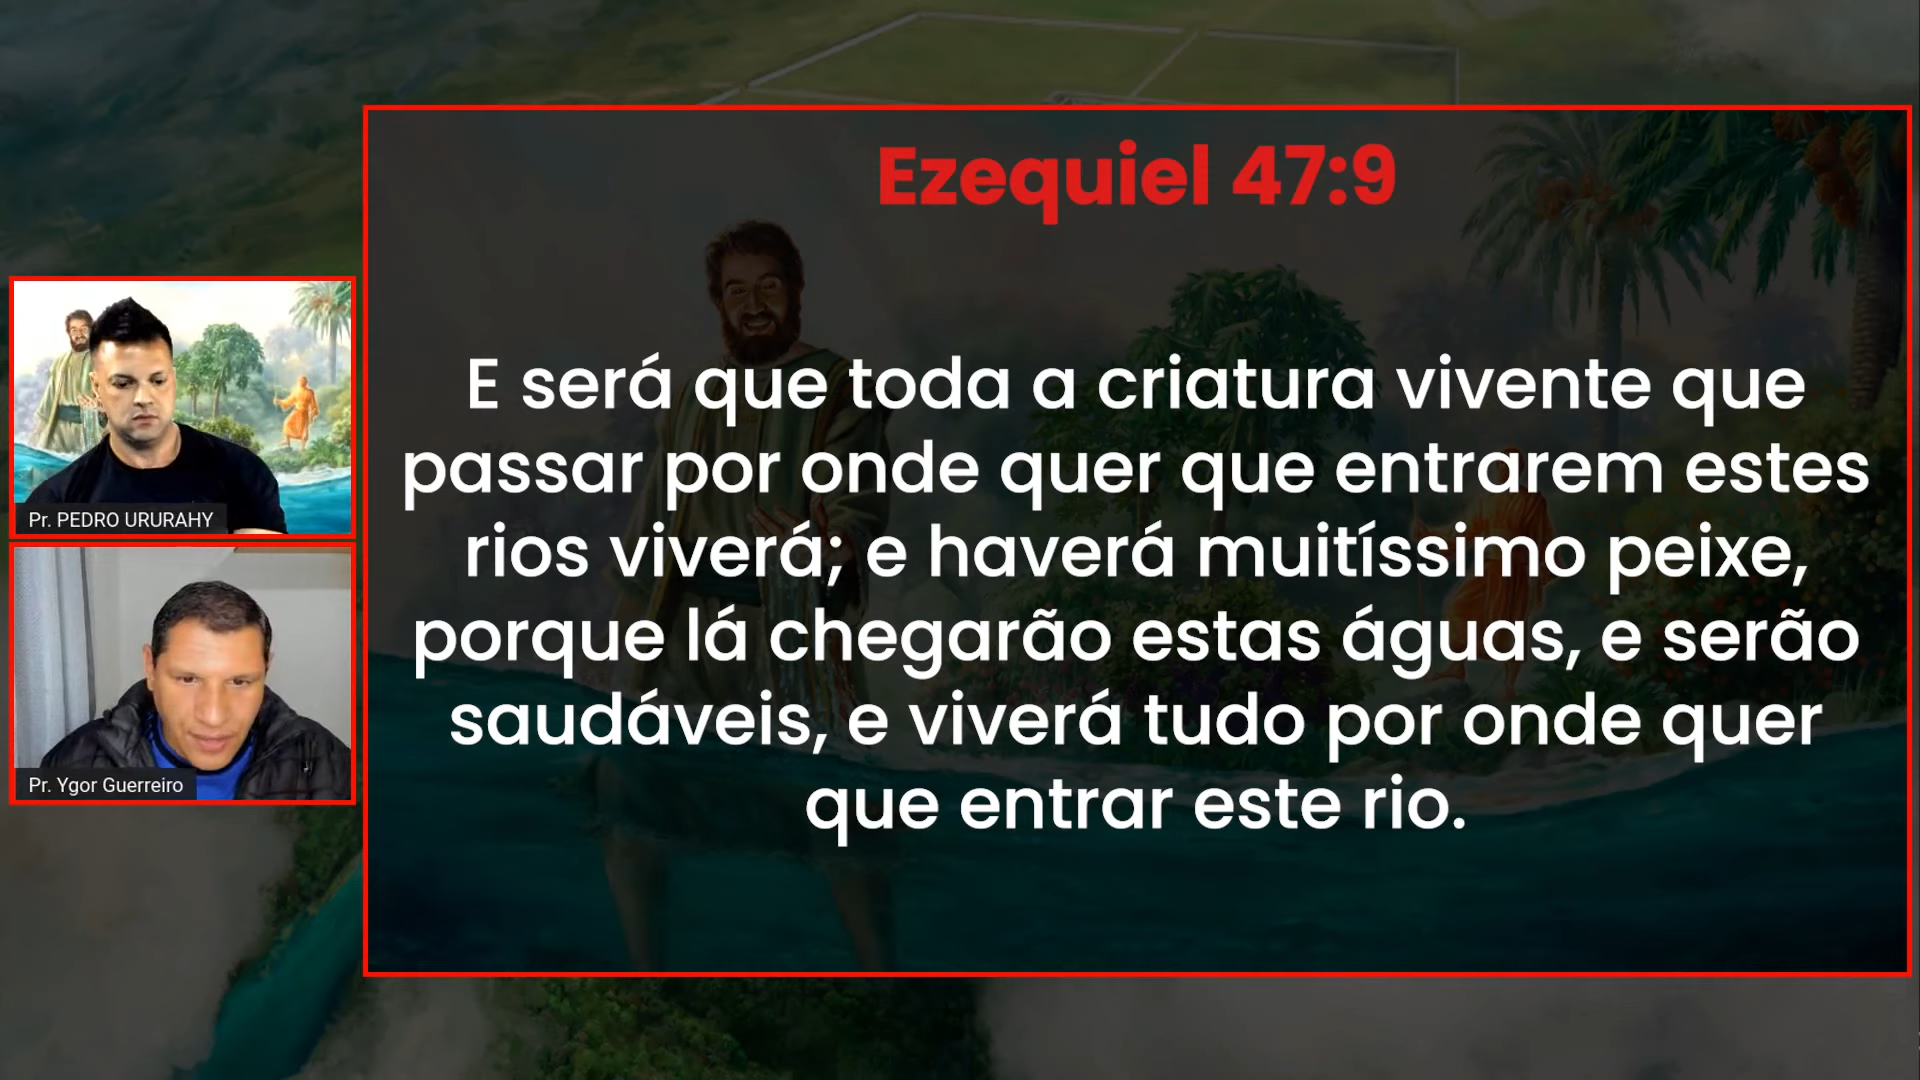 Ezequiel 47:9
E será que toda a criatura vivente que
passar por onde quer que entrarem estes
rios viverá; e haverá muitíssimo peixe,
porque lá chegarão estas águas, e serão
saudáveis, e viverá tudo por onde quer
que entrar este rio.
Pr. PEDRO URURAHY
Pr. Ygor Guerreiro